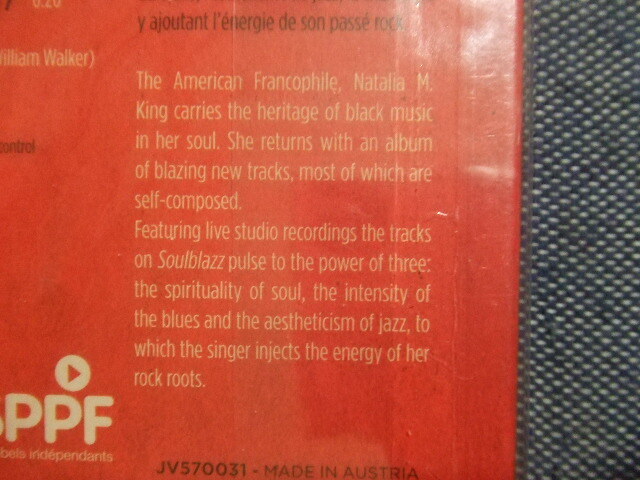 0:20
y ajoutant l'énergie de son passé rock.
William Walker)
The American Francophile, Natalia M.
King carries the heritage of black music
in her soul. She returns with an album
of blazing new tracks, most of which are
self-composed.
Featuring live studio recordings the tracks
on Soulblazz pulse to the power of three:
the spirituality of soul, the intensity of
the blues and the aestheticism of jazz, to
which the singer injects the energy of her
rock roots.
control
SPPF
bels indépendants
JV570031 - MADE IN AUSTRIA